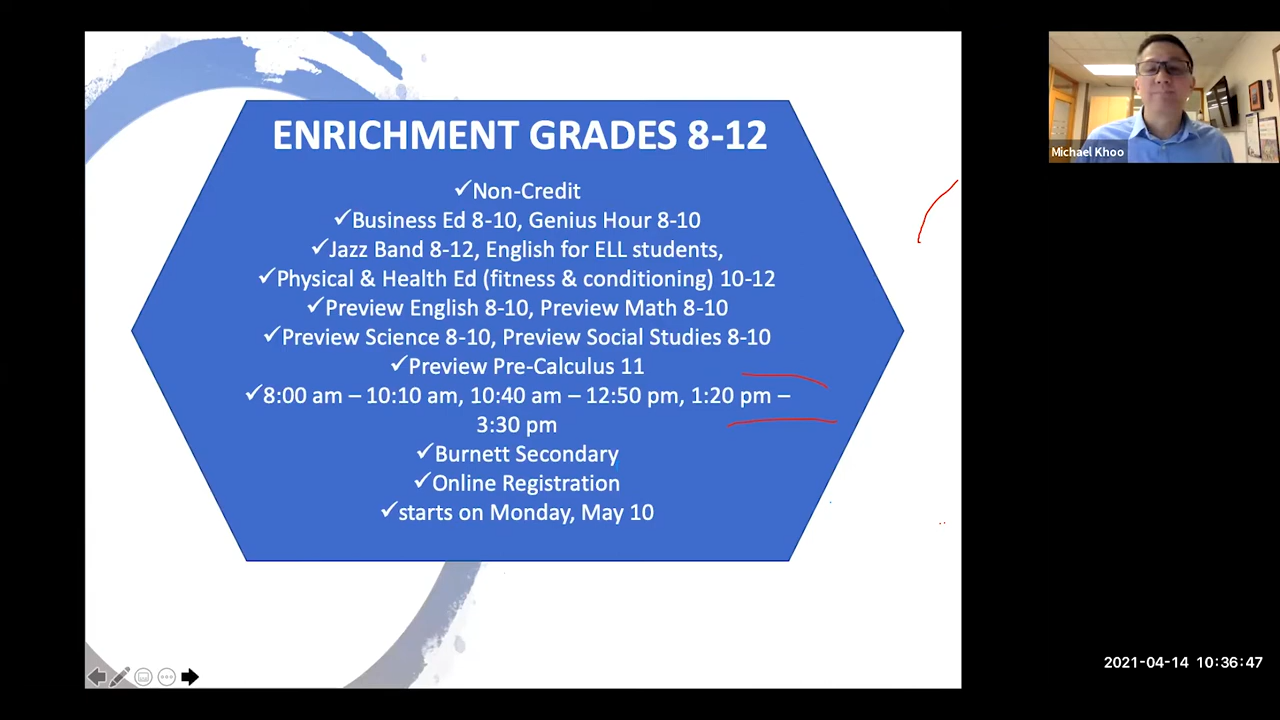 ENRICHMENT GRADES 8-12
✓Non-Credit
✓Business Ed 8-10, Genius Hour 8-10
✓Jazz Band 8-12, English for ELL students,
✓Physical & Health Ed (fitness & conditioning) 10-12
✓Preview English 8-10, Preview Math 8-10
✓Preview Science 8-10, Preview Social Studies 8-10
✓Preview Pre-Calculus 11
✓8:00 am – 10:10 am, 10:40 am – 12:50 pm, 1:20 pm –
3:30 pm
✓Burnett Secondary
✓Online Registration
✓starts on Monday, May 10
Michael Khoo
2021-04-14 10:36:47